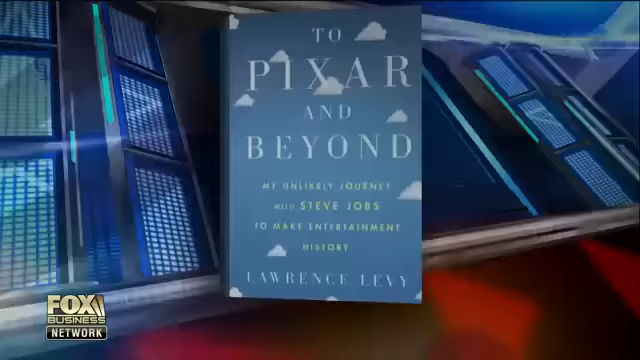 TO
PIXAR
AND
BEYOND
MY UNLIKELY JOURNEY
WITH STEVE JOBS
TO MAKE ENTERTAINMENT
HISTORY
LAWRENCE LEVY
FOX
BUSINESS
NETWORK